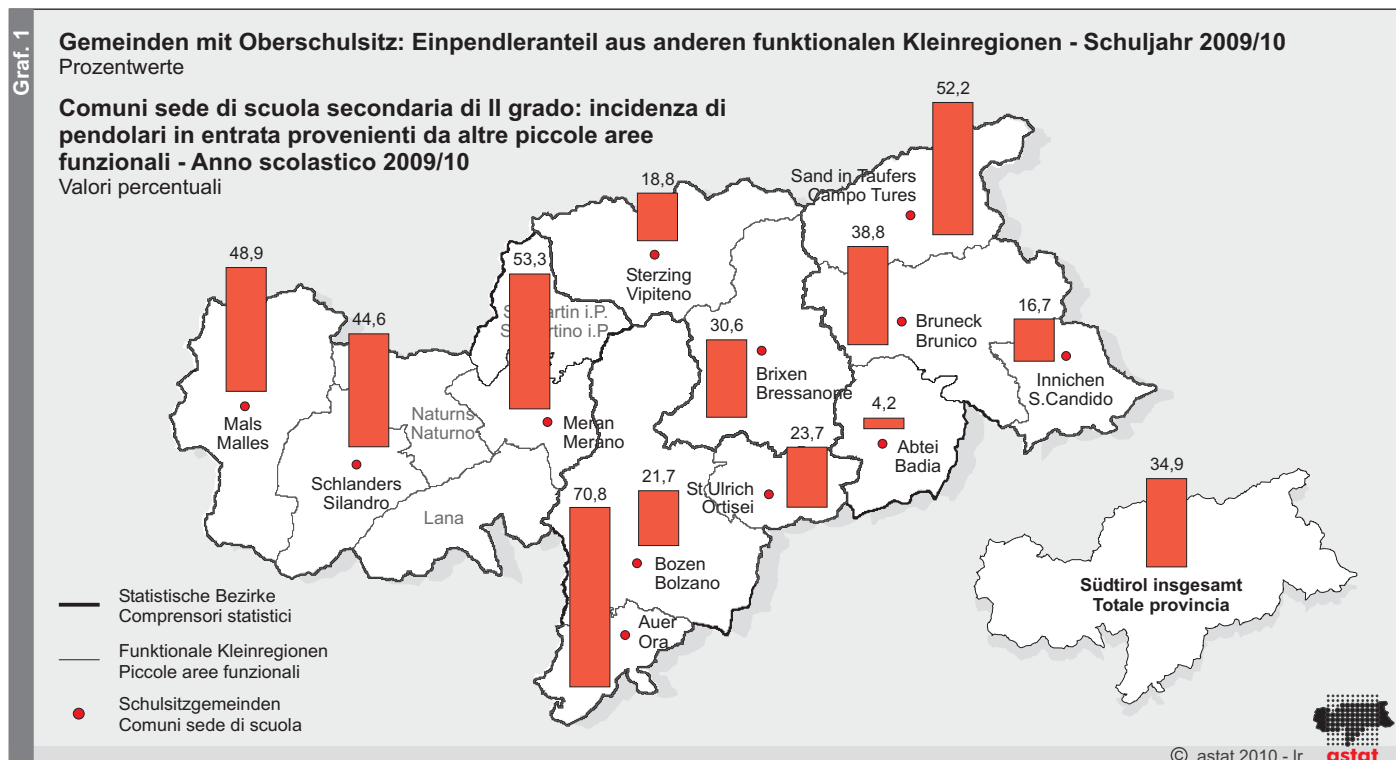 Graf. 1
Gemeinden mit Oberschulsitz: Einpendleranteil aus anderen funktionalen Kleinregionen - Schuljahr 2009/10
Prozentwerte
Comuni sede di scuola secondaria di II grado: incidenza di
pendolari in entrata provenienti da altre piccole aree
funzionali - Anno scolastico 2009/10
Valori percentuali
52,2
Sand in Taufers
Campo Tures
18,8
Sterzing
Vipiteno
38,8
Bruneck
Brunico
48,9
Mals
Malles
53,3
artin i.P.
tino i.P.
Meran
Merano
44,6
Schlanders
Silandro
Naturns
Naturno
Lana
30,6
Brixen
Bressanone
16,7
Innichen
S.Candido
4,2
Abtei
Badia
23,7
St.Ulrich
Ortisei
21,7
Bozen
Bolzano
70,8
Auer
Ora
34,9
Südtirol insgesamt
Totale provincia
Statistische Bezirke
Comprensori statistici
Funktionale Kleinregionen
Piccole aree funzionali
Schulsitzgemeinden
Comuni sede di scuola
© astat 2010 - lr
astat